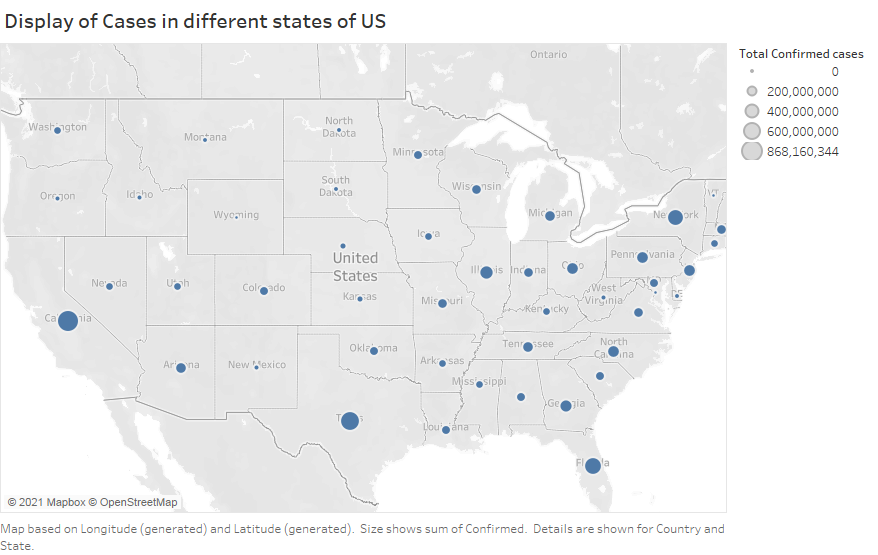 Display of Cases in different states of US
Total Confirmed cases
0
200,000,000
400,000,000
600,000,000
868,160,344
Ontario
Washington
Montana
North
Dakota
Minnesota
South
Dakota
Wisconsin
Oregon
Idaho
Wyoming
Michigan
New York
VT
Iowa
United
States
Pennsylvania
Nevada
Utah
Colorado
Kansas
Illinois
Indiana
Ohio
MD
DE
West
Virginia
Missouri
Kentucky
California
Arizona
New Mexico
Oklahoma
Arkansas
Tennessee
North
Carolina
Mississippi
Texas
Louisiana
Georgia
Florida
© 2021 Mapbox © OpenStreetMap
Map based on Longitude (generated) and Latitude (generated).  Size shows sum of Confirmed.  Details are shown for Country and
State.